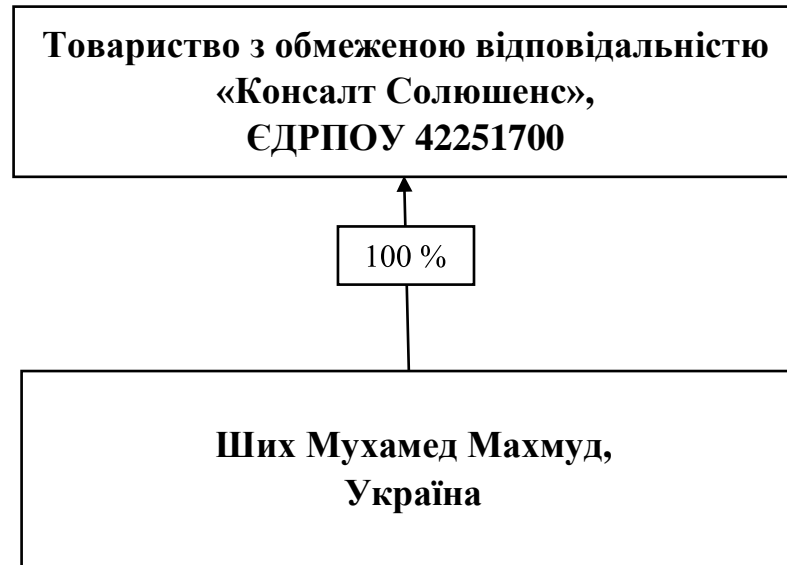 Товариство з обмеженою відповідальністю
«Консалт Солюшенс»,
ЄДРПОУ 42251700
100 %
Ших Мухамед Махмуд,
Україна